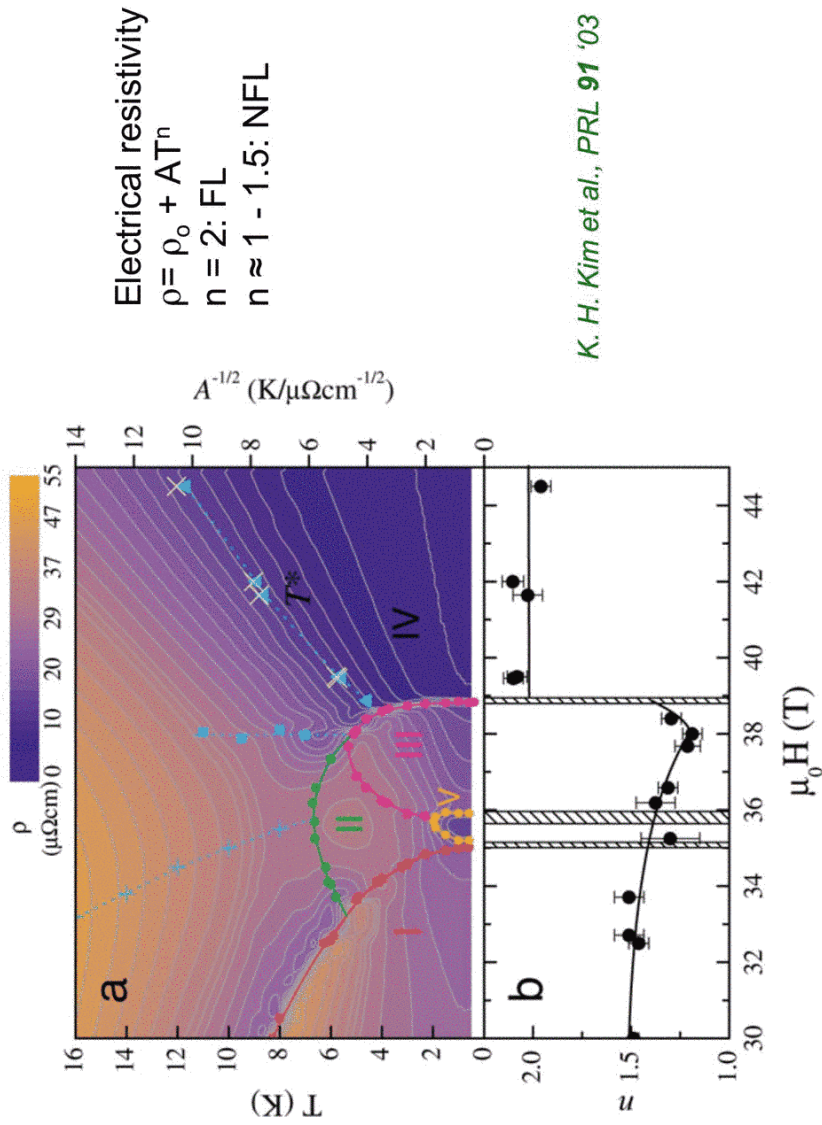 ρ
(μΩcm)
0 10 20 29 37 47 55
a
T (K)
16
14
12
10
8
6
4
2
0
I
II
III
IV
V
T*
A⁻¹/² (K/μΩcm⁻¹/²)
14
12
10
8
6
4
2
0
b
n
2.0
1.5
1.0
30 32 34 36 38 40 42 44
μ₀H (T)
Electrical resistivity
ρ= ρₒ + ATⁿ
n = 2: FL
n ≈ 1 - 1.5: NFL
K. H. Kim et al., PRL 91 ‘03